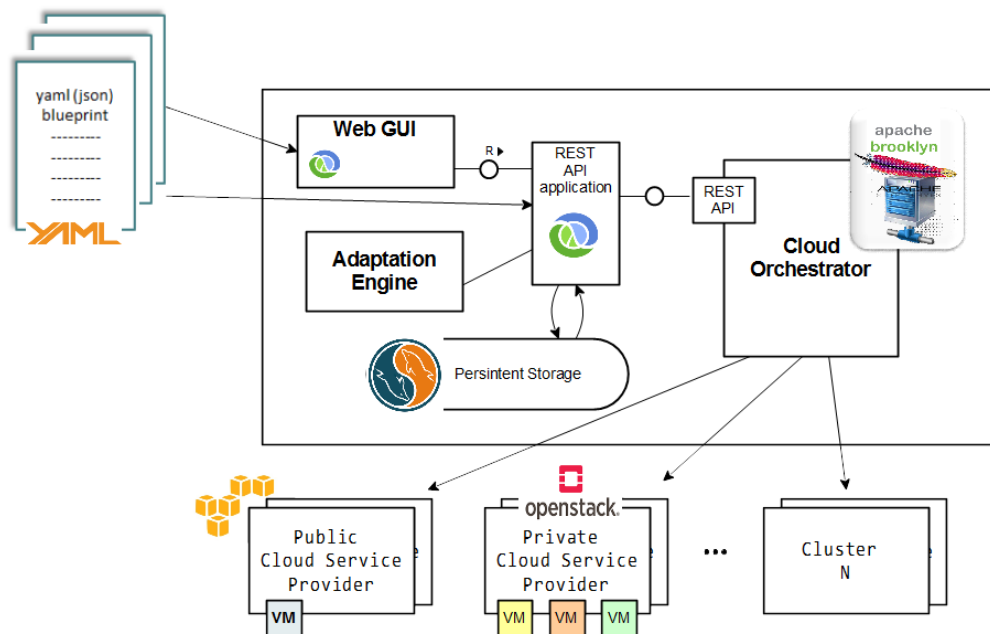 yaml (json)
blueprint
---------
---------
---------
---------
YAML
Web GUI
R
REST
API
application
REST
API
apache
brooklyn
APACHE
Cloud
Orchestrator
Adaptation
Engine
Persintent Storage
openstack.
Public
Cloud Service
Provider
e
VM
Private
Cloud Service
Provider
e
VM
VM
VM
...
Cluster
N
e